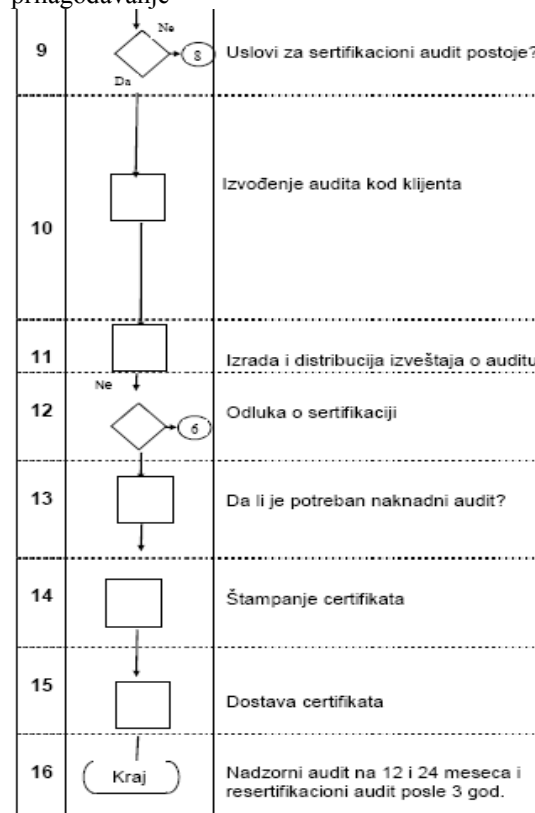 prilagođavanje
9
Ne
8
Da
Uslovi za sertifikacioni audit postoje?
10
Izvođenje audita kod klijenta
11
Izrada i distribucija izveštaja o auditu
Ne
12
6
Odluka o sertifikaciji
13
Da li je potreban naknadni audit?
14
Štampanje certifikata
15
Dostava certifikata
16
Kraj
Nadzorni audit na 12 i 24 meseca i
resertifikacioni audit posle 3 god.